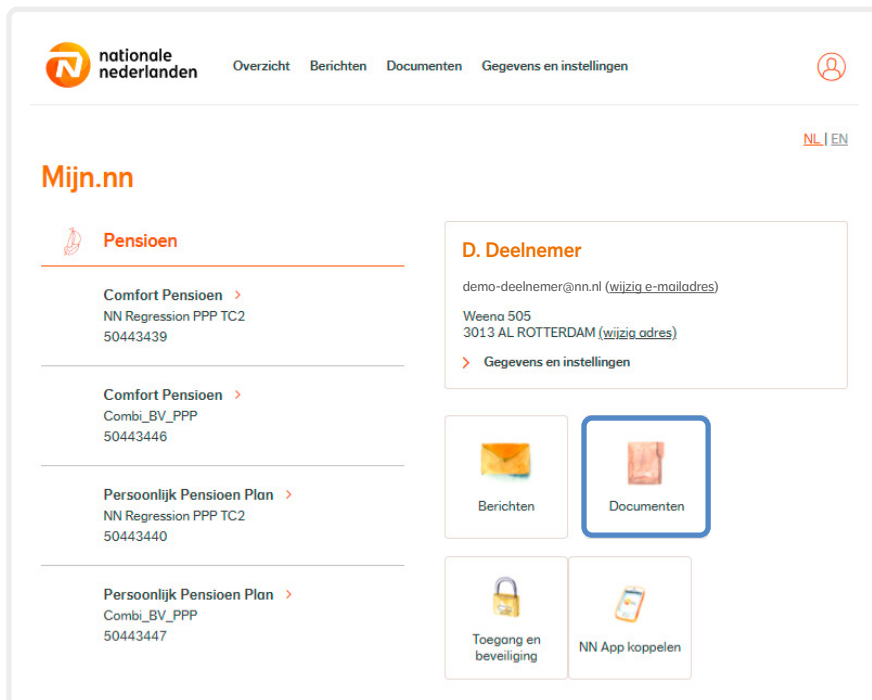 nationale
nederlanden
Overzicht Berichten Documenten Gegevens en instellingen
NL | EN
Mijn.nn
Pensioen
Comfort Pensioen >
NN Regression PPP TC2
50443439
Comfort Pensioen >
Combi_BV_PPP
50443446
Persoonlijk Pensioen Plan >
NN Regression PPP TC2
50443440
Persoonlijk Pensioen Plan >
Combi_BV_PPP
50443447
D. Deelnemer
demo-deelnemer@nn.nl (wijzig e-mailadres)
Weena 505
3013 AL ROTTERDAM (wijzig adres)
> Gegevens en instellingen
Berichten
Documenten
Toegang en
beveiliging
NN App koppelen